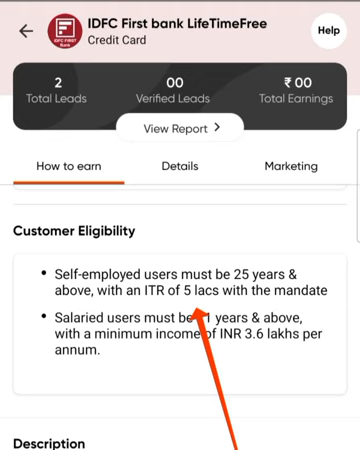 IDFC First bank LifeTimeFree
Credit Card
Help
IDFC FIRST
Bank
2
00
₹ 00
Total Leads
Verified Leads
Total Earnings
View Report
How to earn
Details
Marketing
Customer Eligibility
• Self-employed users must be 25 years &
above, with an ITR of 5 lacs with the mandate
• Salaried users must be 1 years & above,
with a minimum income of INR 3.6 lakhs per
annum.
Description